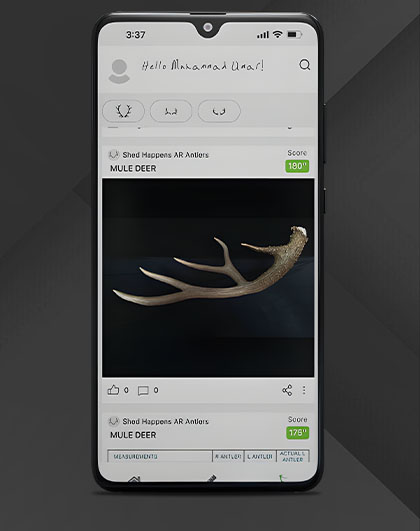 3:37
Hello Muhammad Umar!
Shed Happens AR Antlers
Score
MULE DEER
180"
0
0
Shed Happens AR Antlers
Score
MULE DEER
175"
MEASUREMENTS
R ANTLER
L ANTLER
ACTUAL L ANTLER